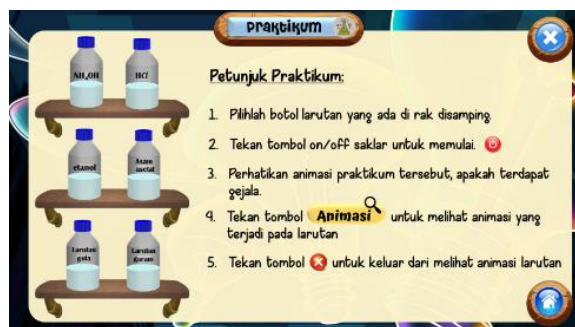 Praktikum
NH4OH
HCl
etanol
Asam
asetat
Larutan
gula
Larutan
garam
Petunjuk Praktikum:
1. Pilihlah botol larutan yang ada di rak disamping.
2. Tekan tombol on/off saklar untuk memulai.
3. Perhatikan animasi praktikum tersebut, apakah terdapat
gejala.
4. Tekan tombol Animasi untuk melihat animasi yang
terjadi pada larutan
5. Tekan tombol untuk keluar dari melihat animasi larutan